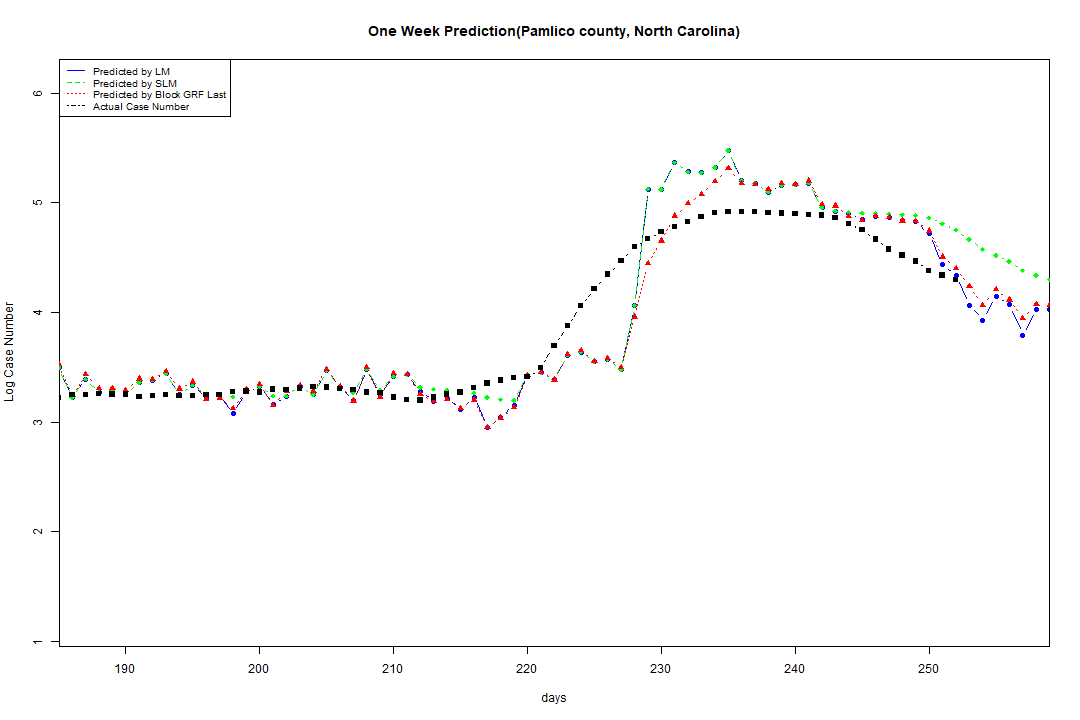 One Week Prediction(Pamlico county, North Carolina)
Predicted by LM
Predicted by SLM
Predicted by Block GRF Last
Actual Case Number
6
5
4
3
2
1
Log Case Number
190 200 210 220 230 240 250
days